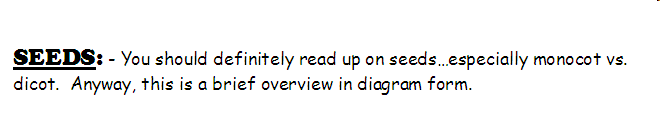 SEEDS: - You should definitely read up on seeds...especially monocot vs.
dicot.  Anyway, this is a brief overview in diagram form.